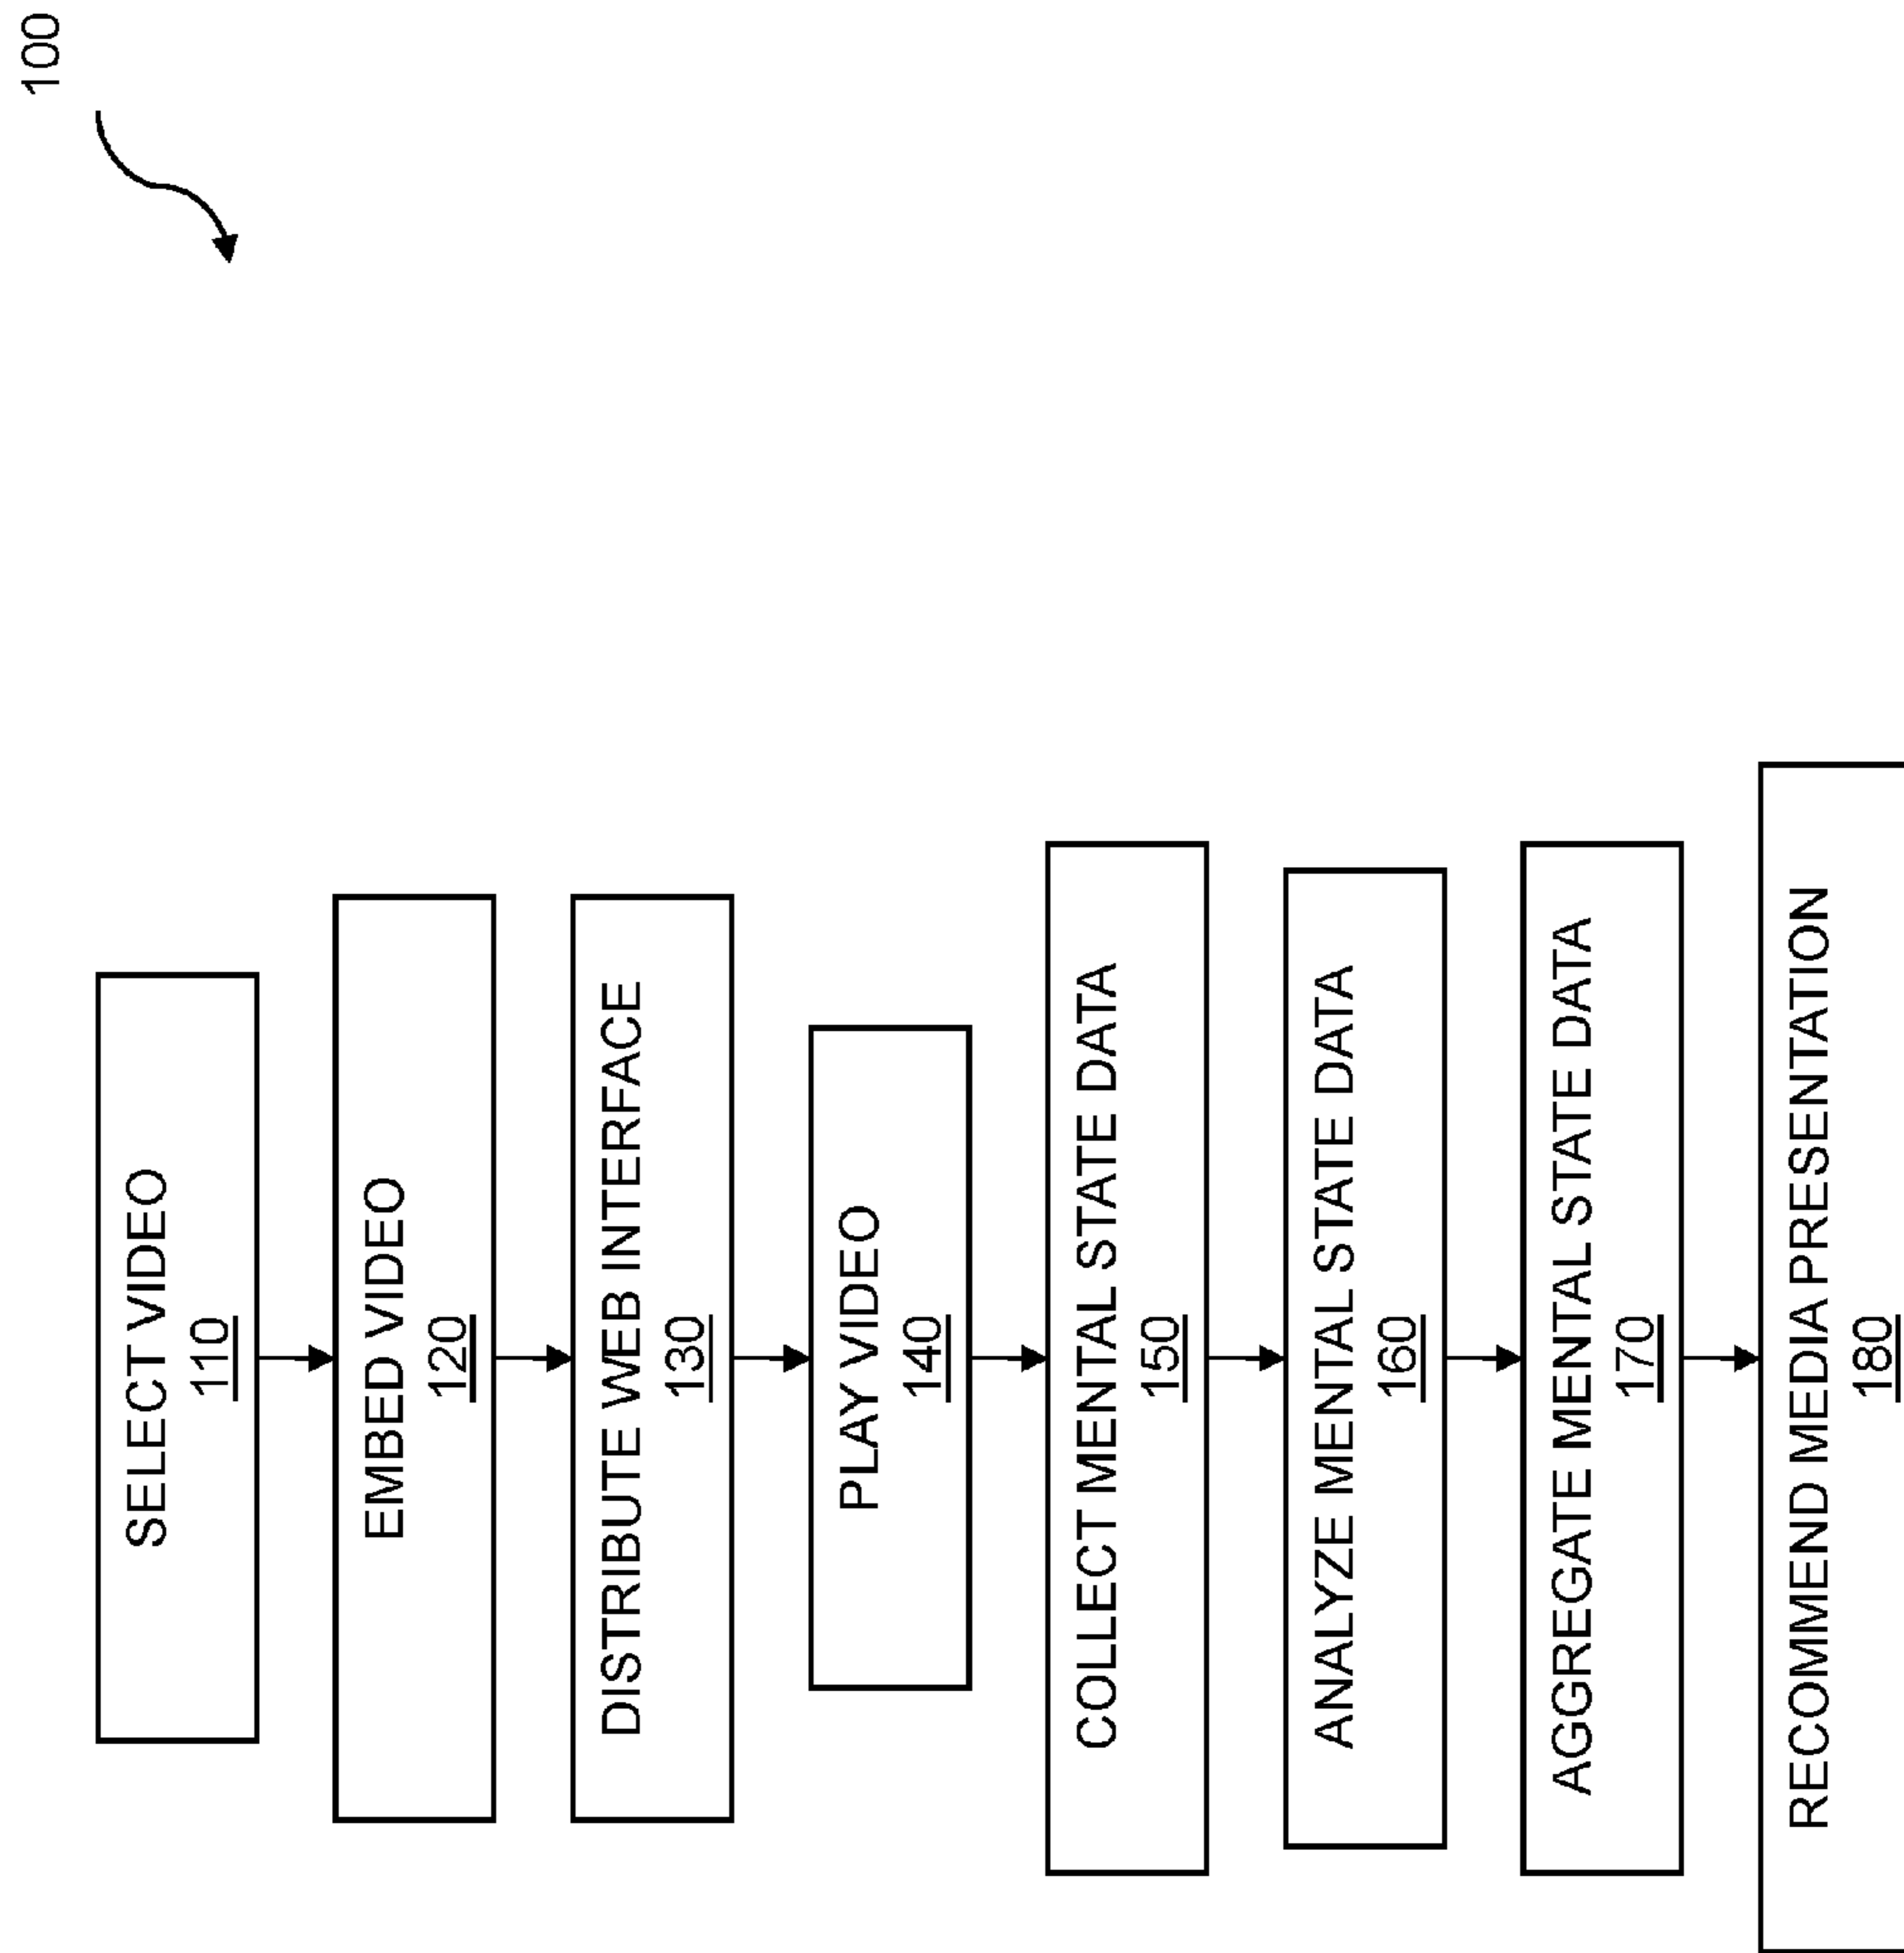 100
SELECT VIDEO
110
EMBED VIDEO
120
DISTRIBUTE WEB INTERFACE
130
PLAY VIDEO
140
COLLECT MENTAL STATE DATA
150
ANALYZE MENTAL STATE DATA
160
AGGREGATE MENTAL STATE DATA
170
RECOMMEND MEDIA PRESENTATION
180